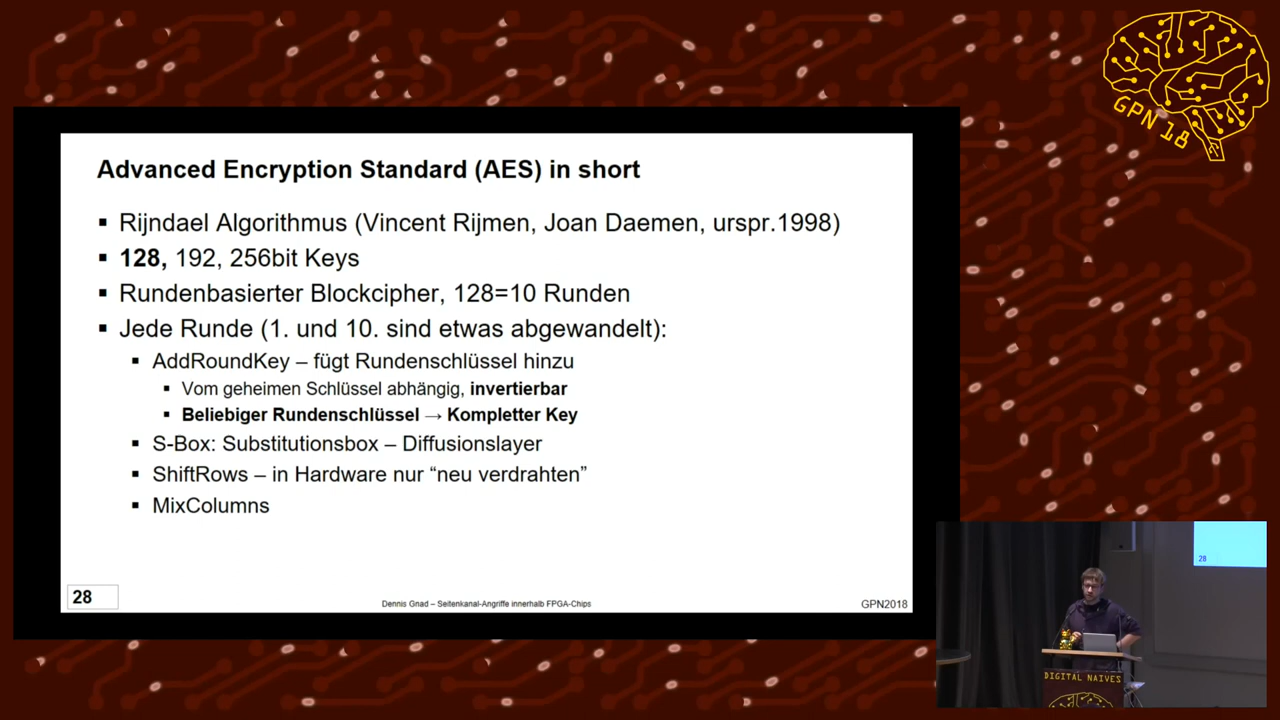 GPN 18
Advanced Encryption Standard (AES) in short
▪ Rijndael Algorithmus (Vincent Rijmen, Joan Daemen, urspr.1998)
▪ 128, 192, 256bit Keys
▪ Rundenbasierter Blockcipher, 128=10 Runden
▪ Jede Runde (1. und 10. sind etwas abgewandelt):
▪ AddRoundKey – fügt Rundenschlüssel hinzu
▪ Vom geheimen Schlüssel abhängig, invertierbar
▪ Beliebiger Rundenschlüssel → Kompletter Key
▪ S-Box: Substitutionsbox – Diffusionslayer
▪ ShiftRows – in Hardware nur “neu verdrahten”
▪ MixColumns
28
Dennis Gnad – Seitenkanal-Angriffe innerhalb FPGA-Chips
GPN2018
28
DIGITAL NAIVES